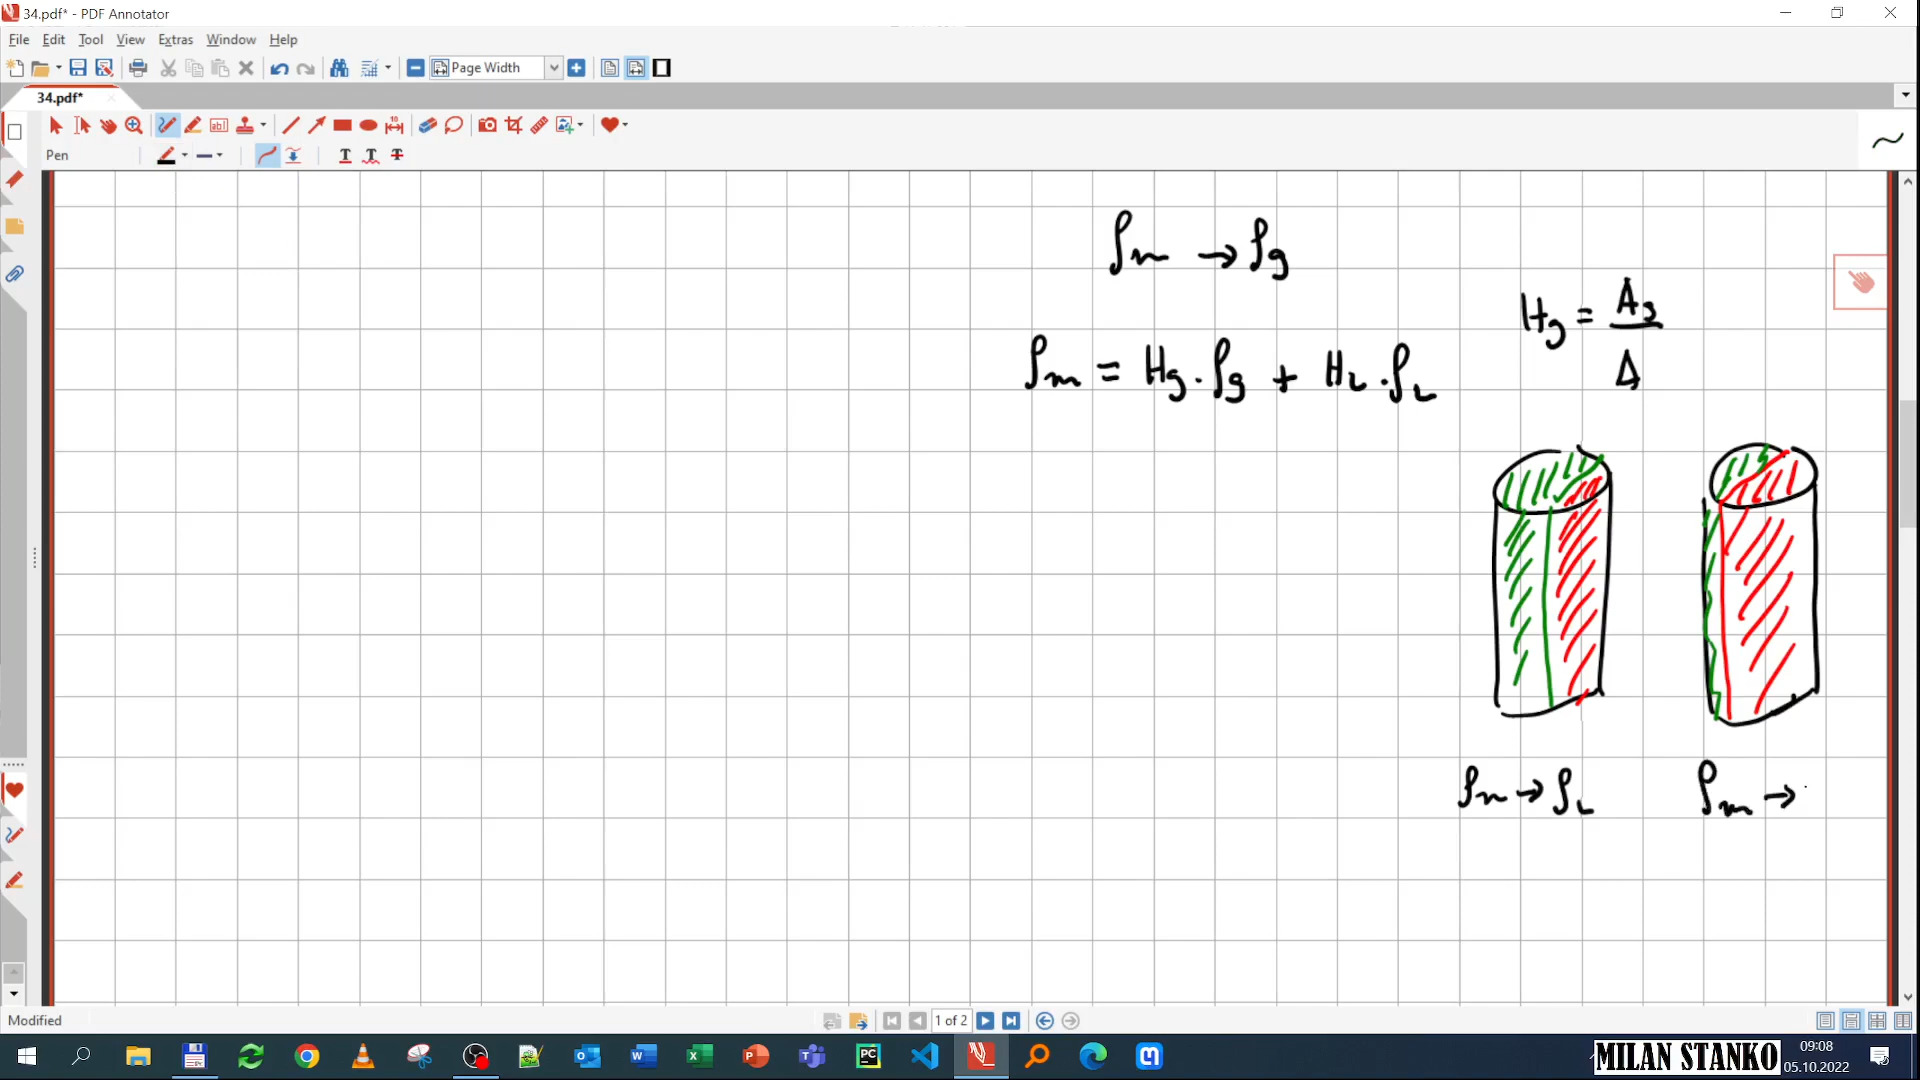 34.pdf* - PDF Annotator
File Edit Tool View Extras Window Help
Page Width
34.pdf*
Pen
ρm → ρg
Hg = Ag / A
ρm = Hg · ρg + HL · ρL
ρm → ρL
ρm →
Modified
1 of 2
MILAN STANKO
09:08
05.10.2022